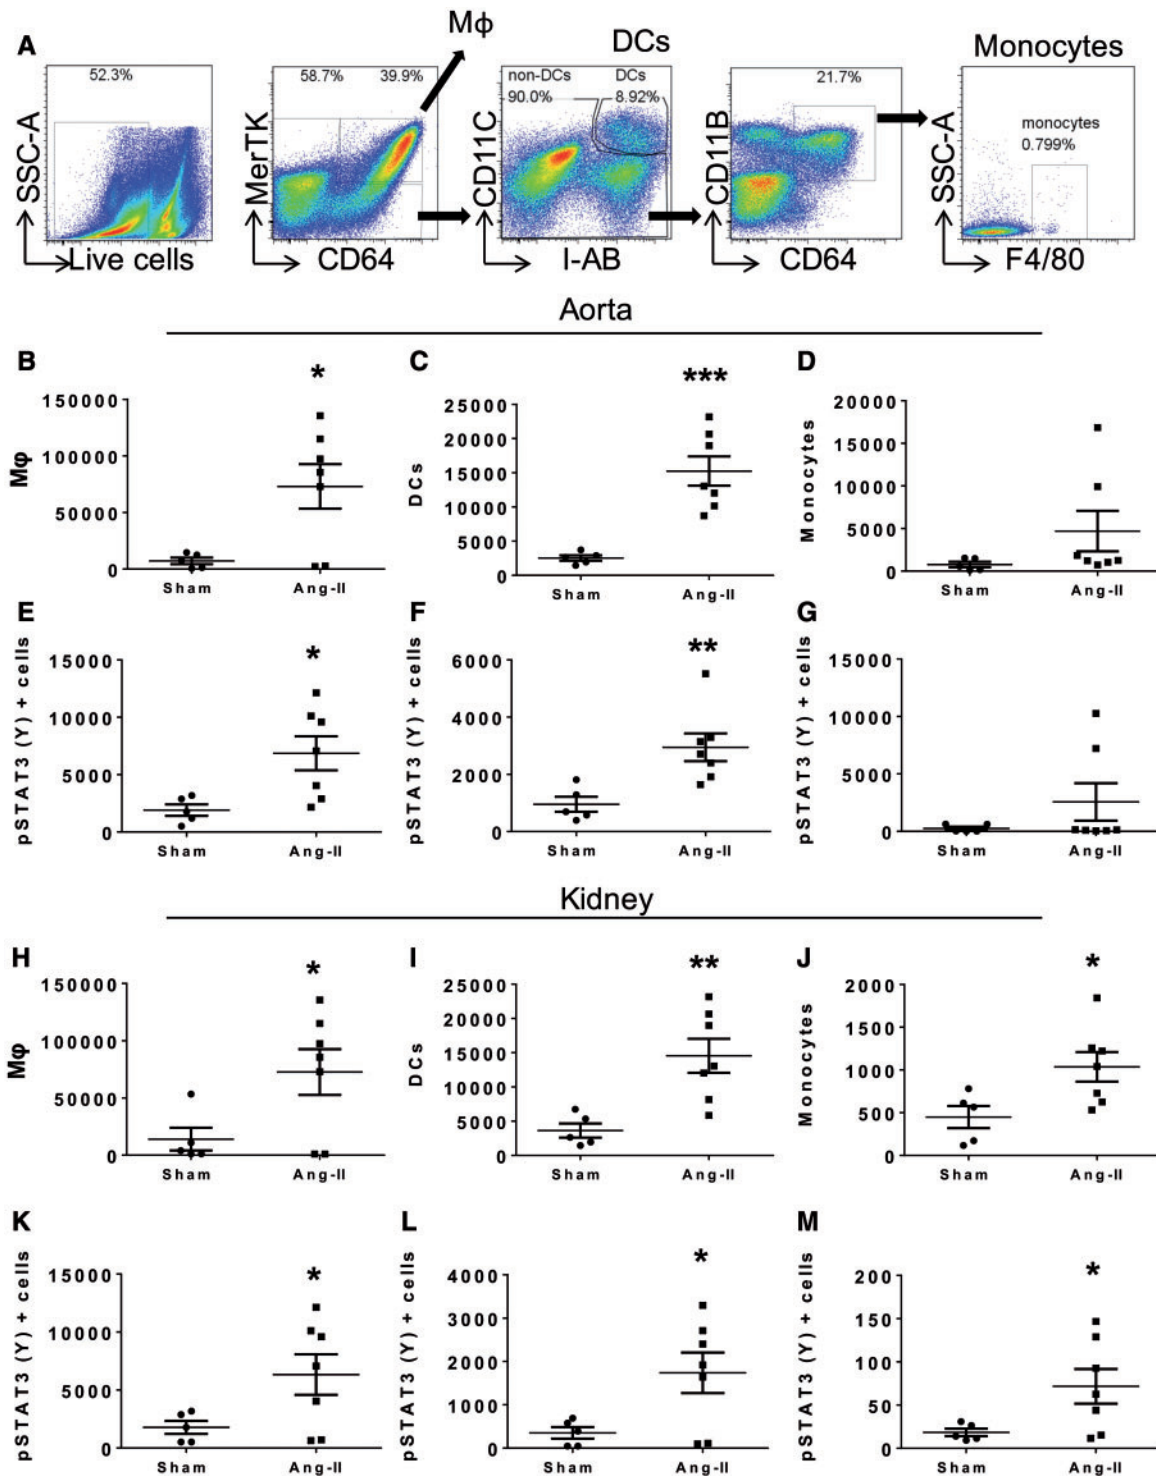 A
Mφ
DCs
Monocytes
52.3%
58.7% 39.9%
non-DCs DCs
90.0% 8.92%
21.7%
monocytes
0.799%
SSC-A
Live cells
MerTK
CD64
CD11C
I-AB
CD11B
CD64
SSC-A
F4/80
Aorta
B
*
Mφ
150000
100000
50000
0
Sham Ang-II
C
***
DCs
25000
20000
15000
10000
5000
0
Sham Ang-II
D
Monocytes
20000
15000
10000
5000
0
Sham Ang-II
E
*
pSTAT3 (Y) + cells
15000
10000
5000
0
Sham Ang-II
F
**
pSTAT3 (Y) + cells
6000
4000
2000
0
Sham Ang-II
G
pSTAT3 (Y) + cells
15000
10000
5000
0
Sham Ang-II
Kidney
H
*
Mφ
150000
100000
50000
0
Sham Ang-II
I
**
DCs
25000
20000
15000
10000
5000
0
Sham Ang-II
J
*
Monocytes
2000
1500
1000
500
0
Sham Ang-II
K
*
pSTAT3 (Y) + cells
15000
10000
5000
0
Sham Ang-II
L
*
pSTAT3 (Y) + cells
4000
3000
2000
1000
0
Sham Ang-II
M
*
pSTAT3 (Y) + cells
200
150
100
50
0
Sham Ang-II